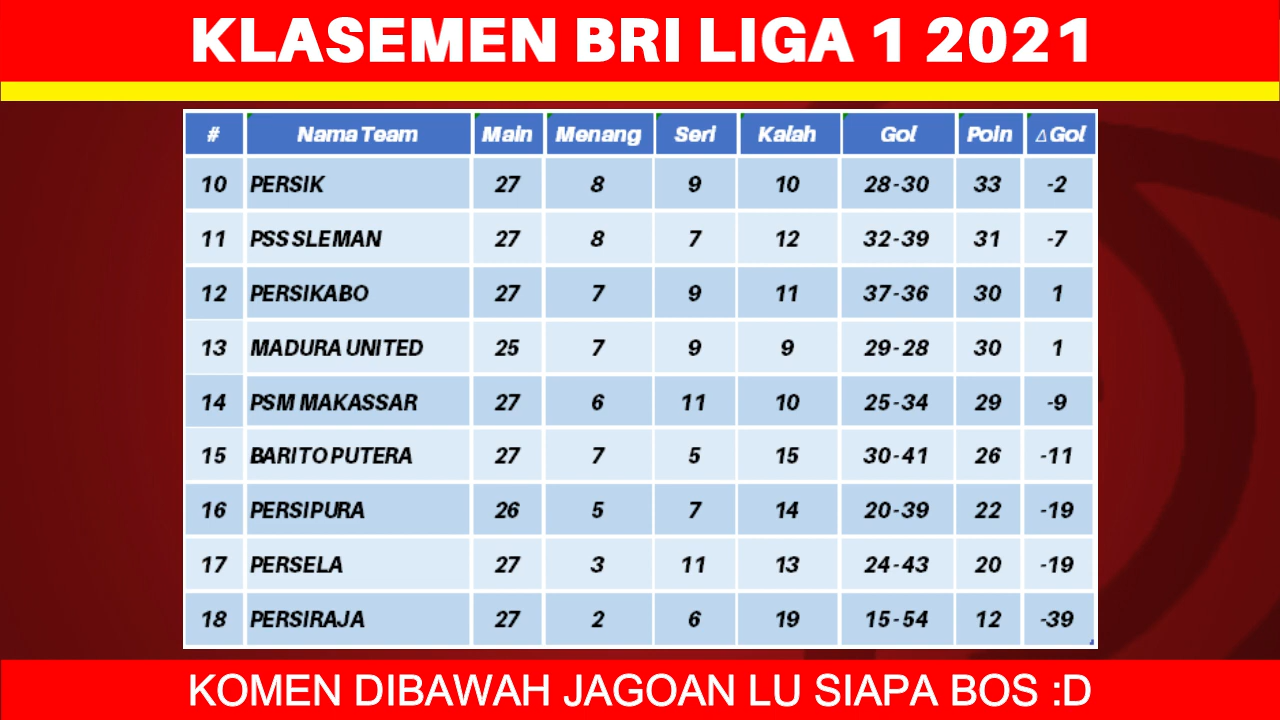 KLASEMEN BRI LIGA 1 2021
# Nama Team Main Menang Seri Kalah Gol Poin △Gol
10 PERSIK 27 8 9 10 28-30 33 -2
11 PSS SLEMAN 27 8 7 12 32-39 31 -7
12 PERSIKABO 27 7 9 11 37-36 30 1
13 MADURA UNITED 25 7 9 9 29-28 30 1
14 PSM MAKASSAR 27 6 11 10 25-34 29 -9
15 BARITO PUTERA 27 7 5 15 30-41 26 -11
16 PERSIPURA 26 5 7 14 20-39 22 -19
17 PERSELA 27 3 11 13 24-43 20 -19
18 PERSIRAJA 27 2 6 19 15-54 12 -39
KOMEN DIBAWAH JAGOAN LU SIAPA BOS :D